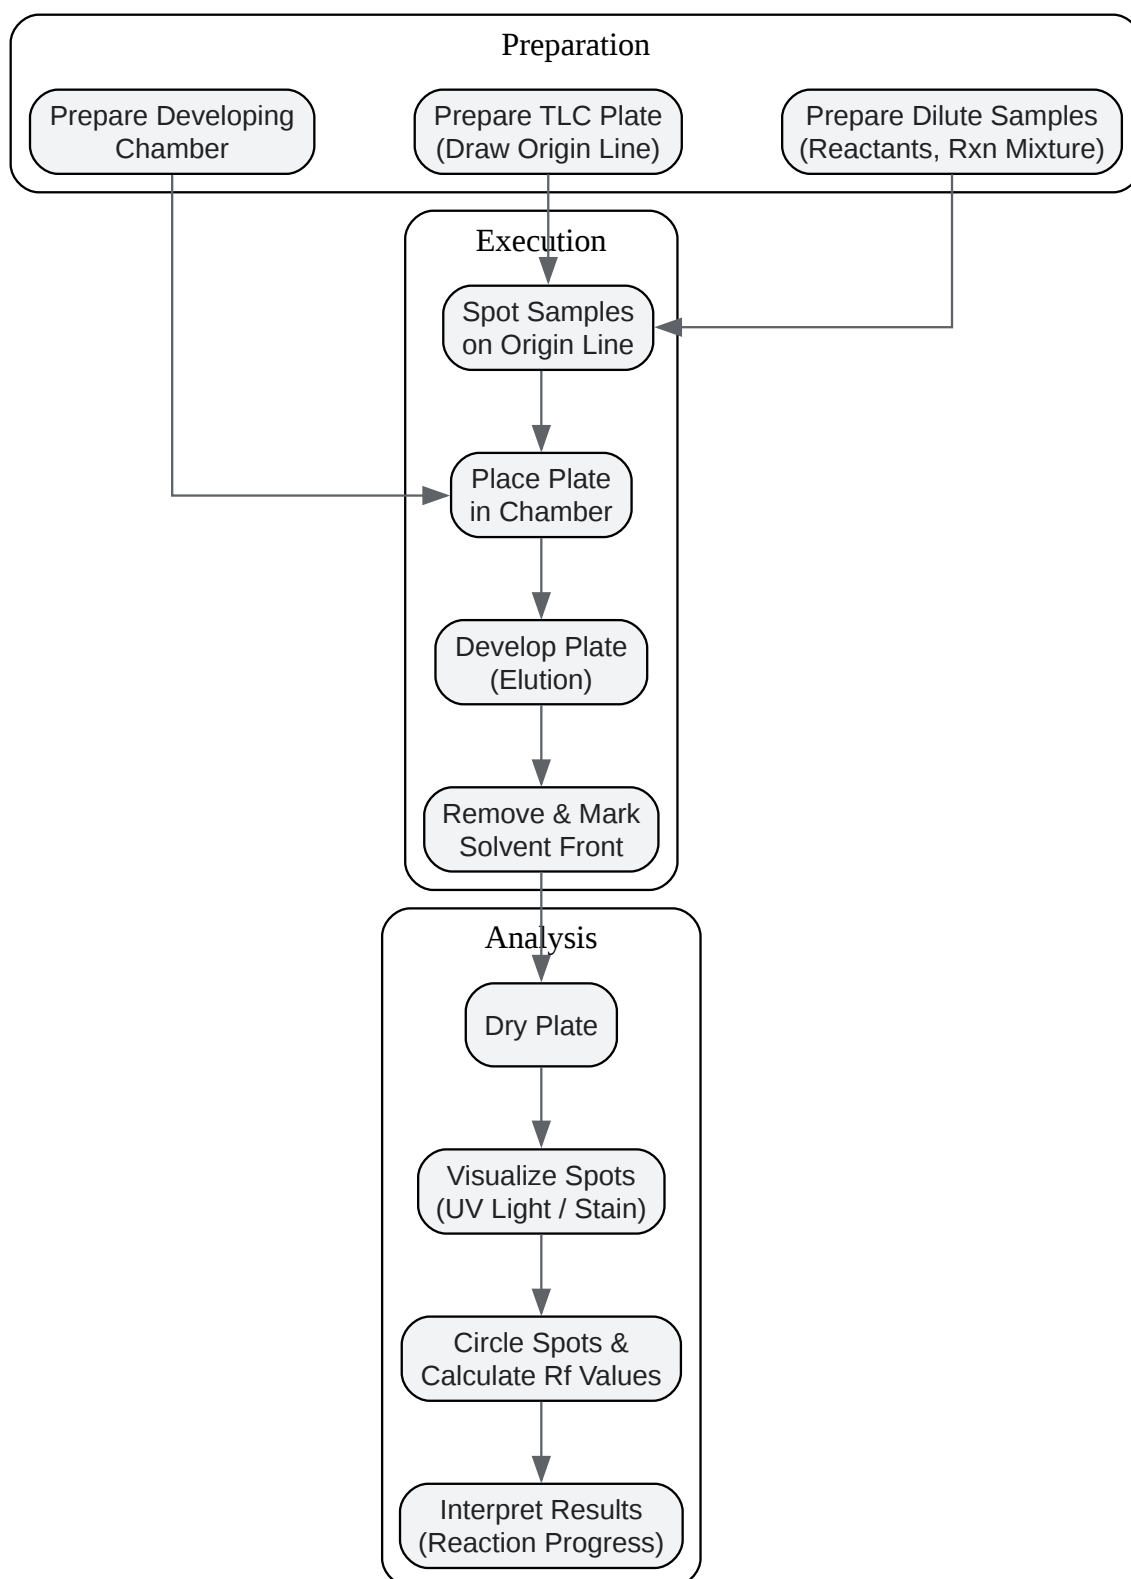 Preparation
Prepare Developing
Chamber
Prepare TLC Plate
(Draw Origin Line)
Prepare Dilute Samples
(Reactants, Rxn Mixture)
Execution
Spot Samples
on Origin Line
Place Plate
in Chamber
Develop Plate
(Elution)
Remove & Mark
Solvent Front
Analysis
Dry Plate
Visualize Spots
(UV Light / Stain)
Circle Spots &
Calculate Rf Values
Interpret Results
(Reaction Progress)